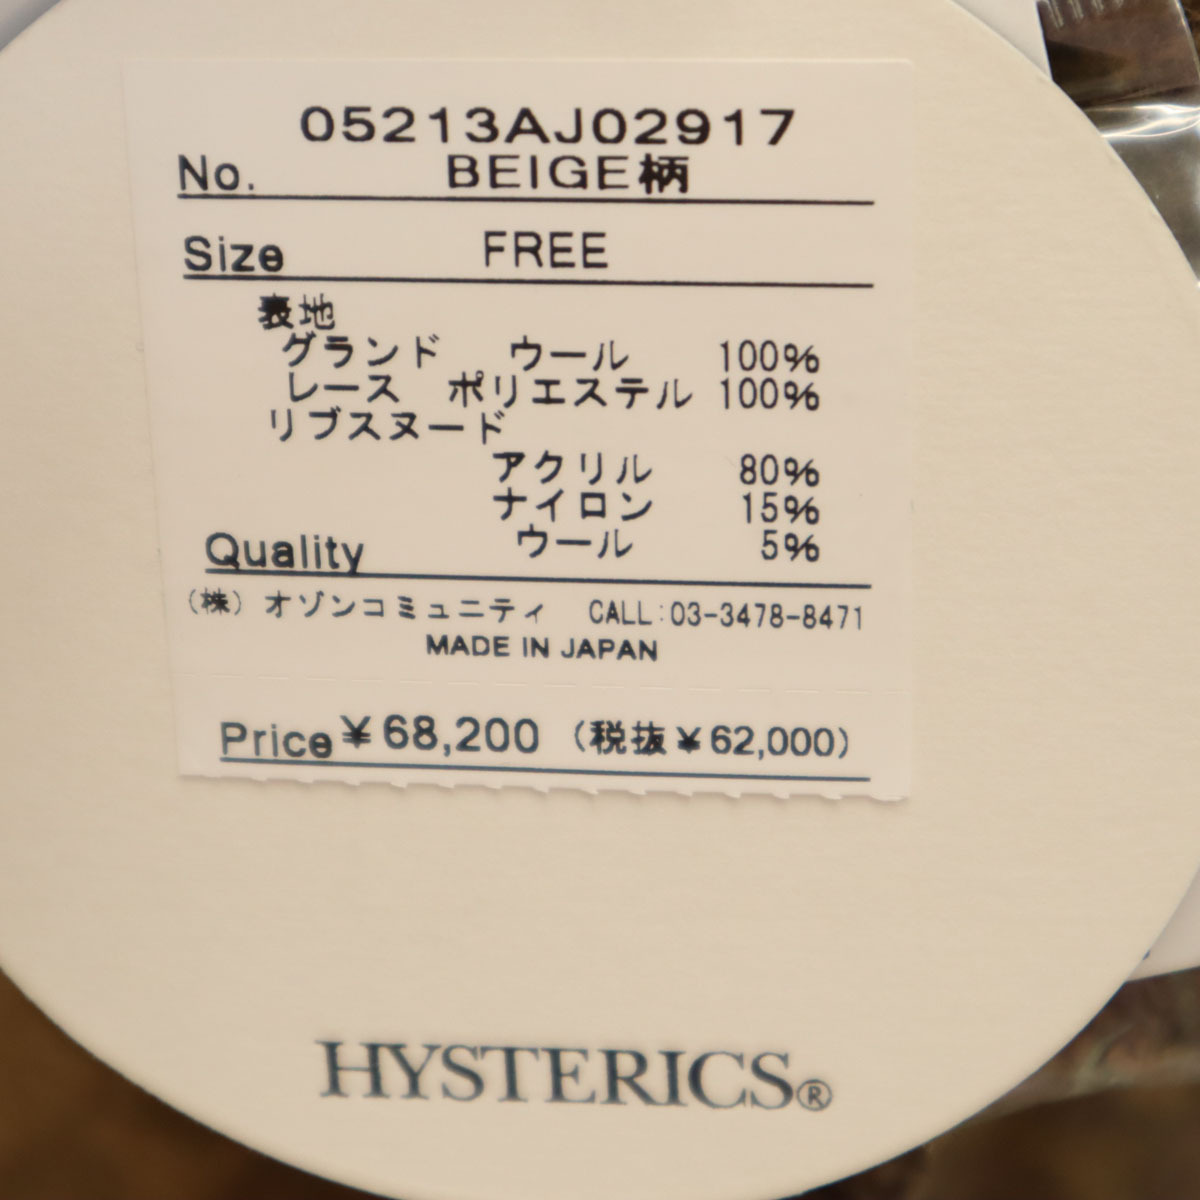 05213AJ02917
No. BEIGE柄
Size FREE
表地
グランド ウール 100%
レース ポリエステル 100%
リブスヌード
アクリル 80%
ナイロン 15%
ウール 5%
Quality
(株) オゾンコミュニティ CALL:03-3478-8471
MADE IN JAPAN
Price ¥68,200 (税抜¥62,000)
HYSTERICS®